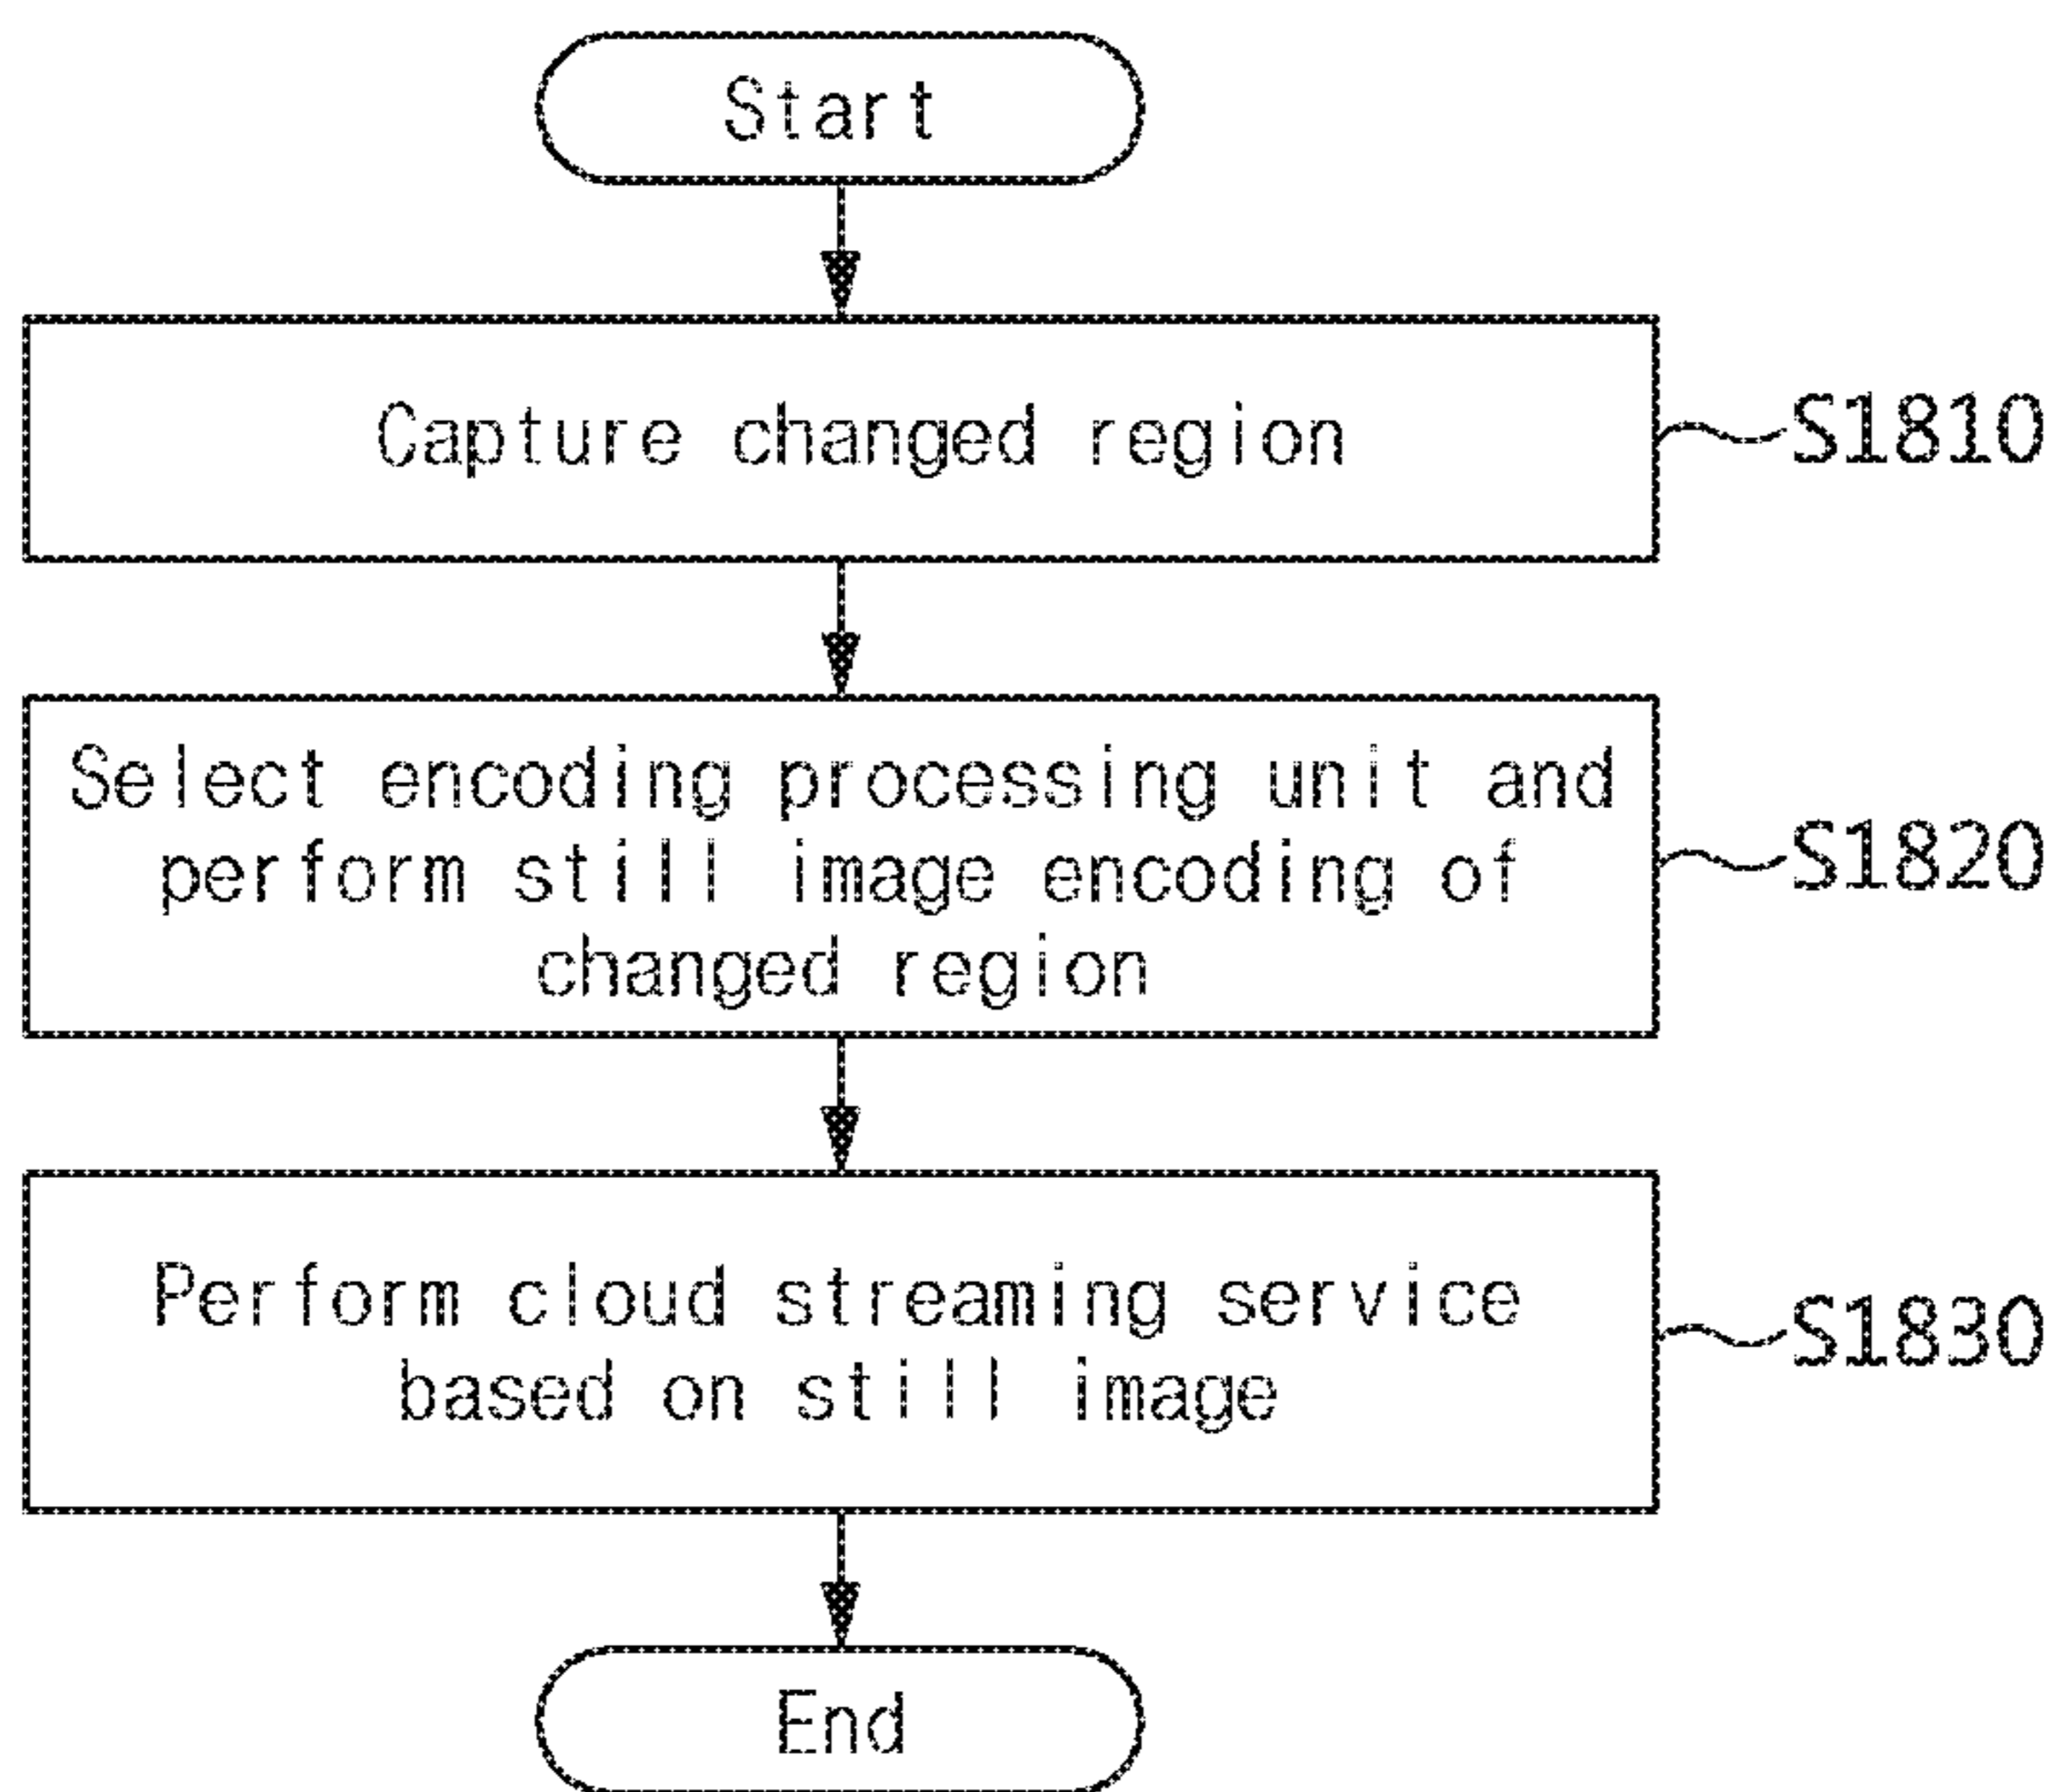 Start
Capture changed region
S1810
Select encoding processing unit and
perform still image encoding of
changed region
S1820
Perform cloud streaming service
based on still image
S1830
End